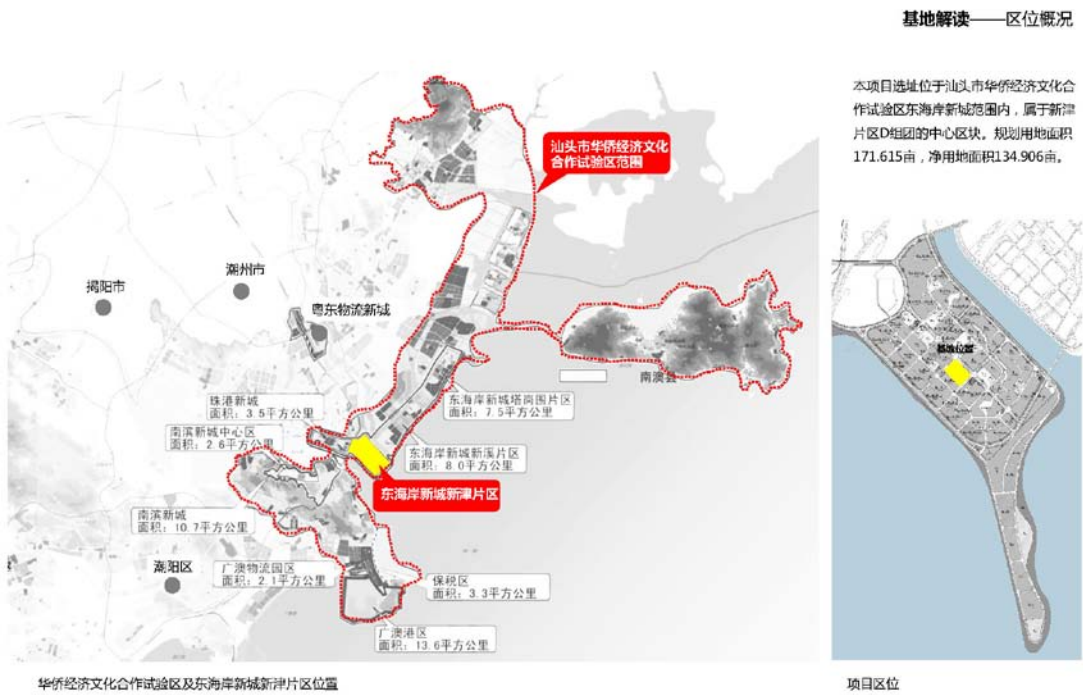 基地解读——区位概况
本项目选址位于汕头市华侨经济文化合
作试验区东海岸新城范围内，属于新津
片区D组团的中心区块。规划用地面积
171.615亩，净用地面积134.906亩。
汕头市华侨经济文化
合作试验区范围
潮州市
揭阳市
粤东物流新城
南澳县
珠港新城
面积：3.5平方公里
东海岸新城塔岗围片区
面积：7.5平方公里
南滨新城中心区
面积：2.6平方公里
东海岸新城新溪片区
面积：8.0平方公里
东海岸新城新津片区
南滨新城
面积：10.7平方公里
潮阳区
广澳物流园区
面积：2.1平方公里
保税区
面积：3.3平方公里
广澳港区
面积：13.6平方公里
基地位置
华侨经济文化合作试验区及东海岸新城新津片区位置
项目区位